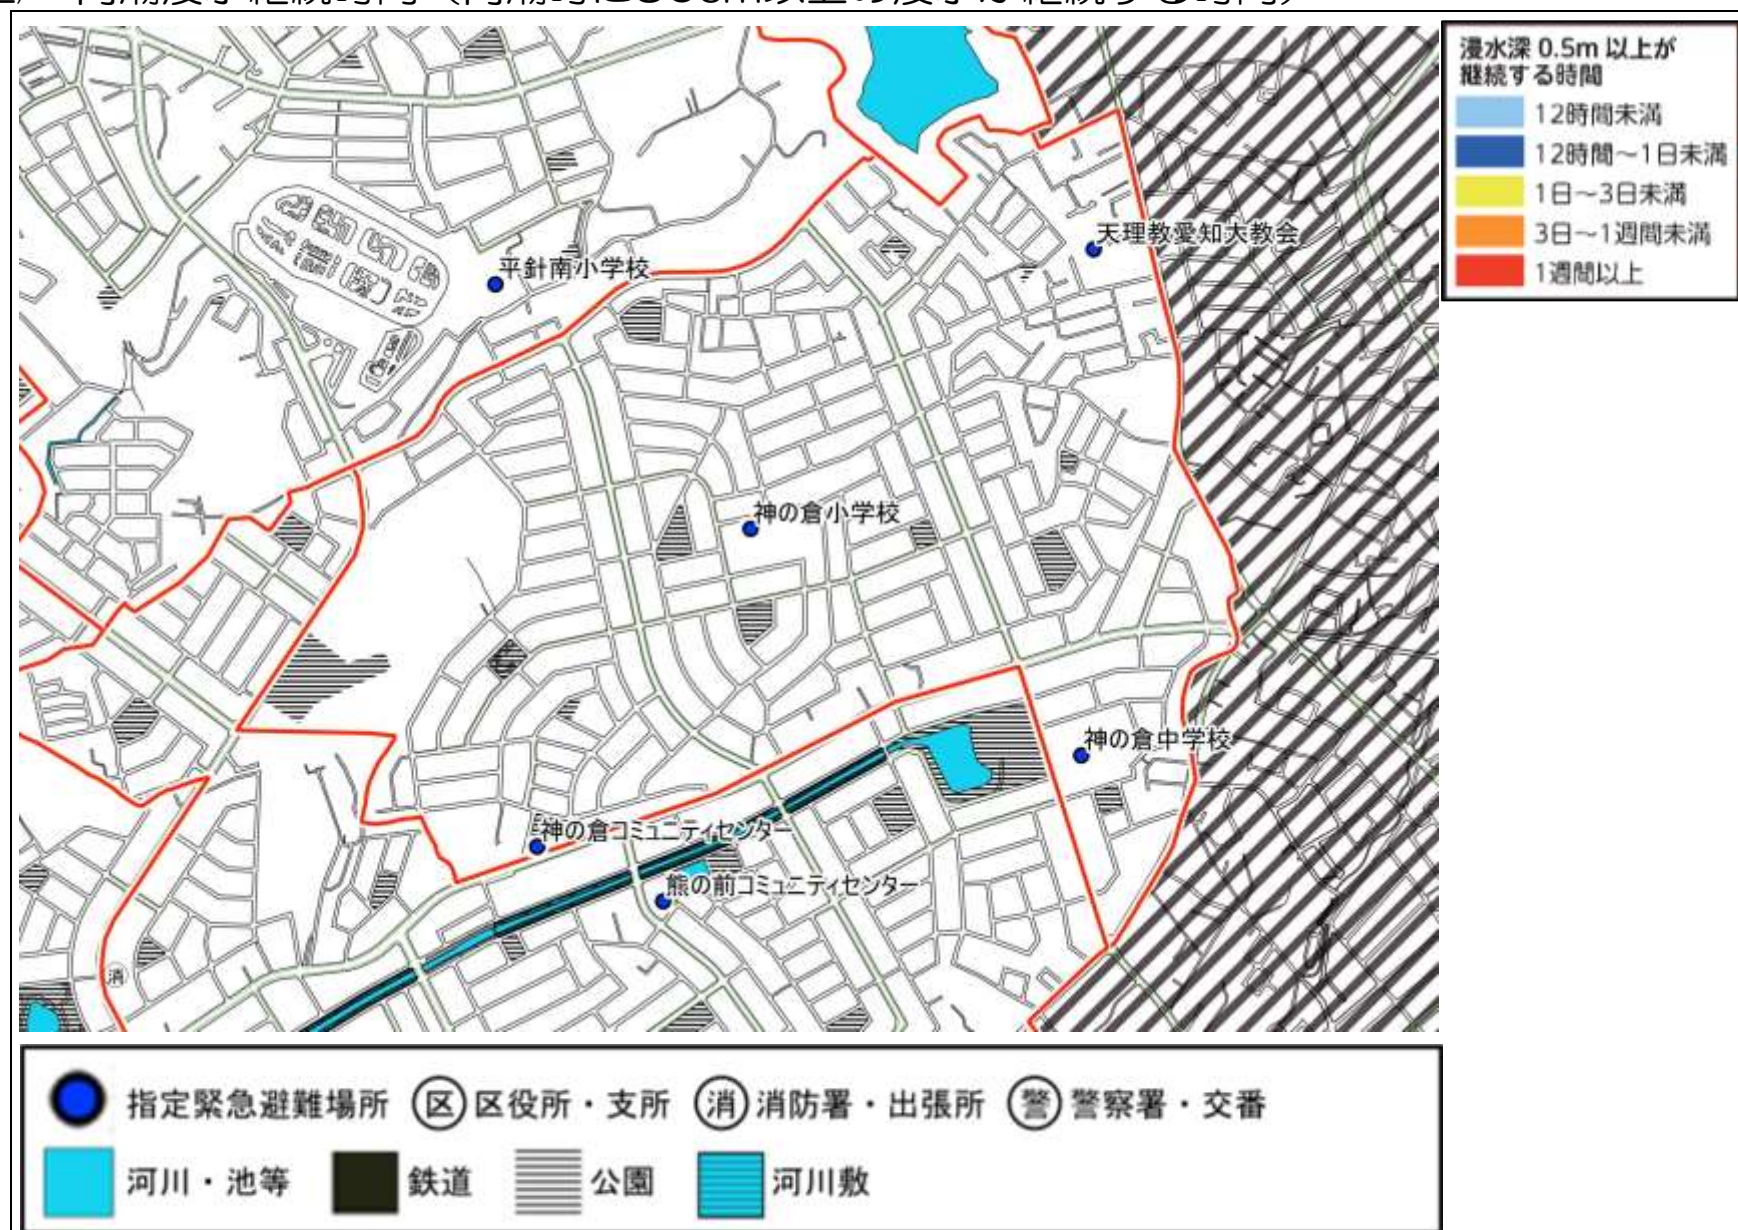 浸水深 0.5m 以上が
継続する時間
12時間未満
12時間～1日未満
1日～3日未満
3日～1週間未満
1週間以上
天理教愛知大教会
平針南小学校
神の倉小学校
神の倉中学校
神の倉コミュニティセンター
熊の前コミュニティセンター
消
指定緊急避難場所 区 区役所・支所 消 消防署・出張所 警 警察署・交番
河川・池等 鉄道 公園 河川敷